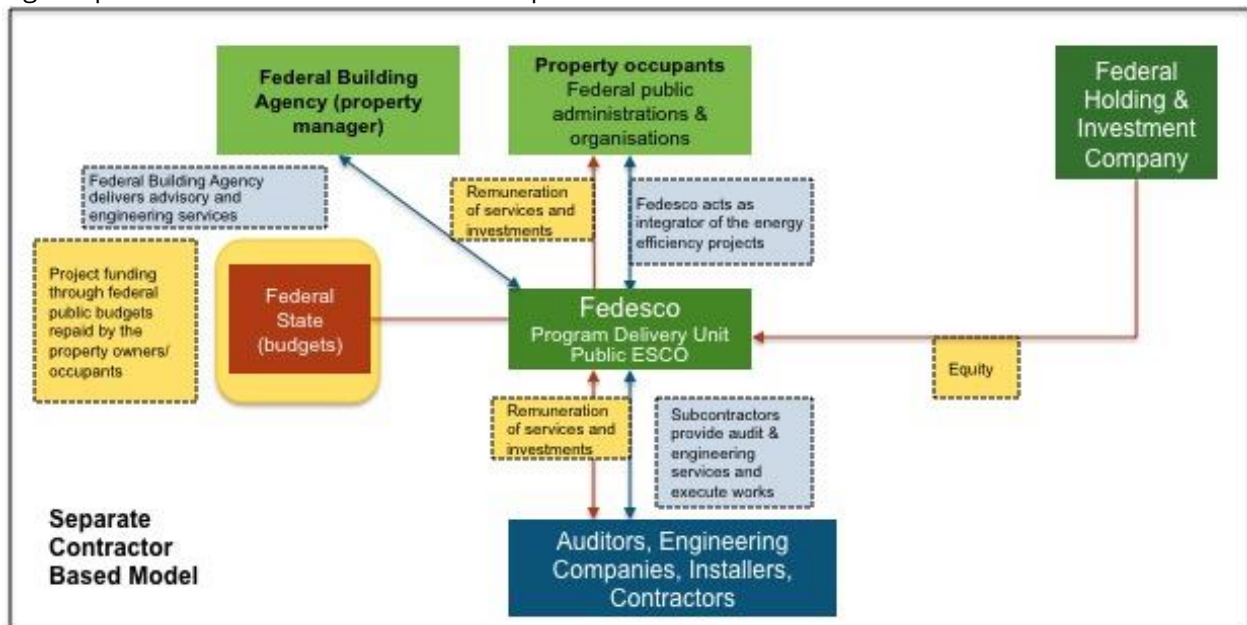 Federal Building
Agency (property
manager)
Property occupants
Federal public
administrations &
organisations
Federal
Holding &
Investment
Company
Federal Building Agency
delivers advisory and
engineering services
Remuneration
of services and
investments
Fedesco acts as
integrator of the energy
efficiency projects
Project funding
through federal
public budgets
repaid by the
property owners/
occupants
Federal
State
(budgets)
Fedesco
Program Delivery Unit
Public ESCO
Equity
Remuneration
of services and
investments
Subcontractors
provide audit &
engineering
services and
execute works
Separate
Contractor
Based Model
Auditors, Engineering
Companies, Installers,
Contractors